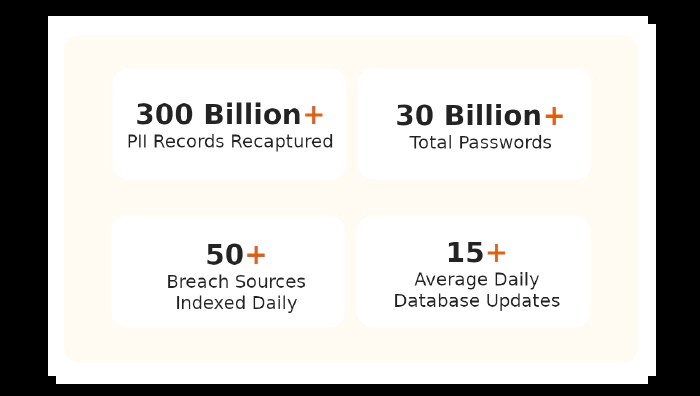 300 Billion+
PII Records Recaptured
30 Billion+
Total Passwords
50+
Breach Sources
Indexed Daily
15+
Average Daily
Database Updates